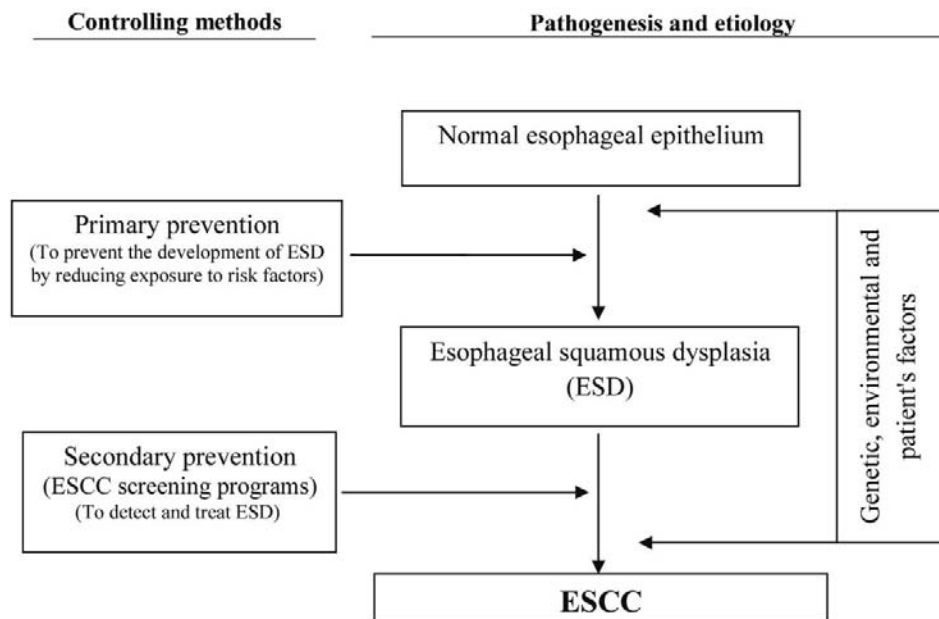 Controlling methods
Pathogenesis and etiology
Normal esophageal epithelium
Primary prevention
(To prevent the development of ESD
by reducing exposure to risk factors)
Esophageal squamous dysplasia
(ESD)
Secondary prevention
(ESCC screening programs)
(To detect and treat ESD)
Genetic, environmental and
patient's factors
ESCC